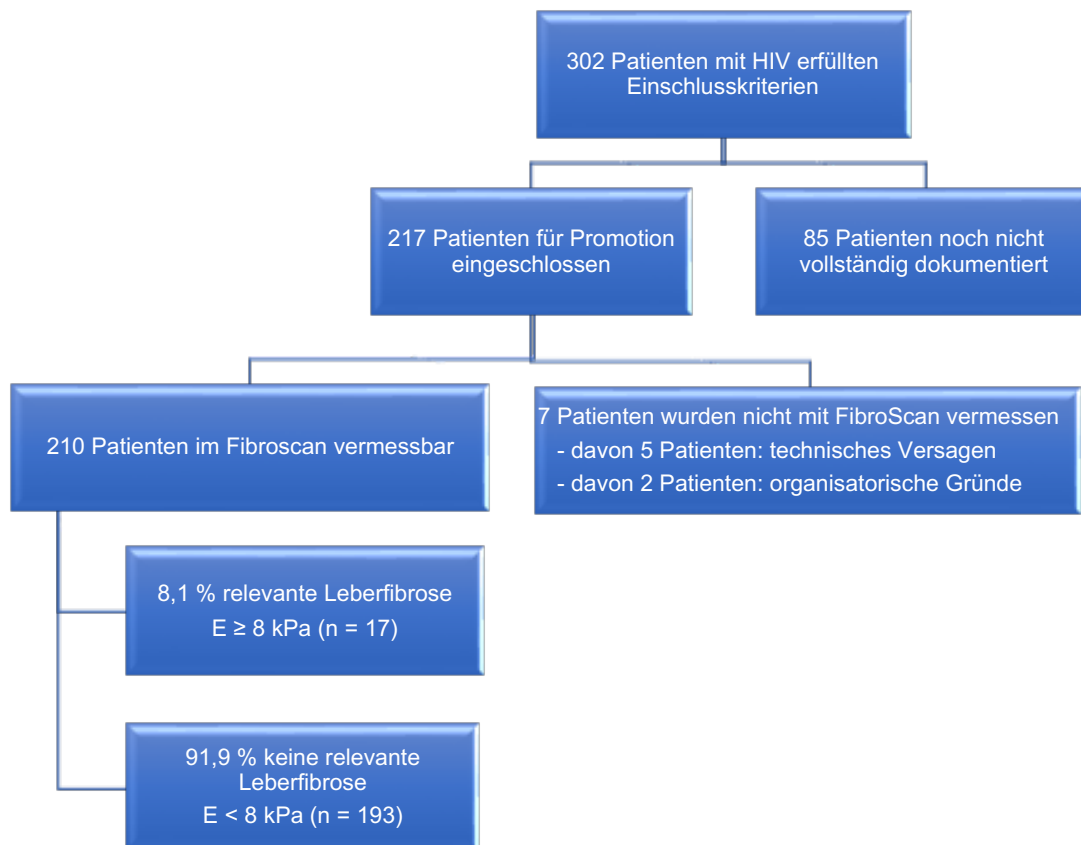 302 Patienten mit HIV erfüllten
Einschlusskriterien
217 Patienten für Promotion
eingeschlossen
85 Patienten noch nicht
vollständig dokumentiert
210 Patienten im Fibroscan vermessbar
7 Patienten wurden nicht mit FibroScan vermessen
- davon 5 Patienten: technisches Versagen
- davon 2 Patienten: organisatorische Gründe
8,1 % relevante Leberfibrose
E ≥ 8 kPa (n = 17)
91,9 % keine relevante
Leberfibrose
E < 8 kPa (n = 193)